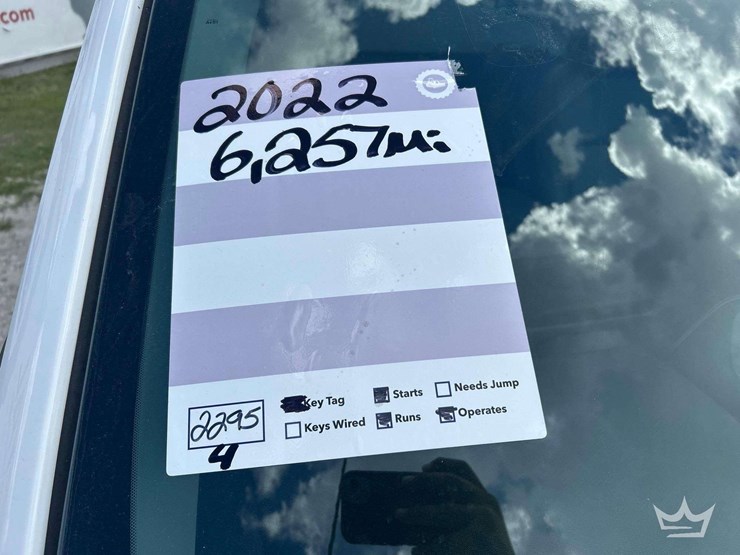 com
2022
6,257Mi
Key Tag
Starts
Needs Jump
Keys Wired
Runs
Operates
2295
4